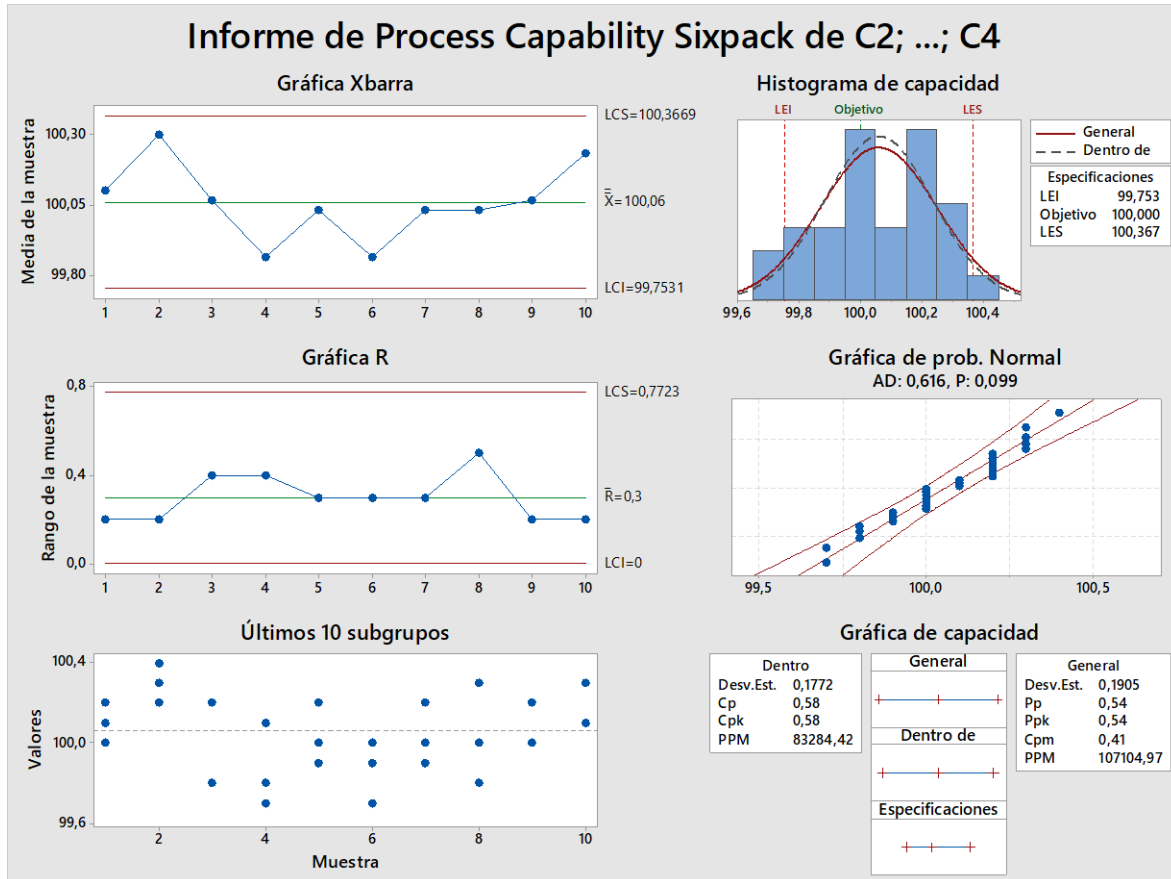 Informe de Process Capability Sixpack de C2; ...; C4
Gráfica Xbarra
Media de la muestra
100,30
100,05
99,80
1 2 3 4 5 6 7 8 9 10
LCS=100,3669
X=100,06
LCI=99,7531
Histograma de capacidad
LEI Objetivo LES
99,6 99,8 100,0 100,2 100,4
General
Dentro de
Especificaciones
LEI 99,753
Objetivo 100,000
LES 100,367
Gráfica R
Rango de la muestra
0,8
0,4
0,0
1 2 3 4 5 6 7 8 9 10
LCS=0,7723
R=0,3
LCI=0
Gráfica de prob. Normal
AD: 0,616, P: 0,099
99,5 100,0 100,5
Últimos 10 subgrupos
Valores
100,4
100,0
99,6
2 4 6 8 10
Muestra
Gráfica de capacidad
Dentro
Desv.Est. 0,1772
Cp 0,58
Cpk 0,58
PPM 83284,42
General
Dentro de
Especificaciones
General
Desv.Est. 0,1905
Pp 0,54
Ppk 0,54
Cpm 0,41
PPM 107104,97